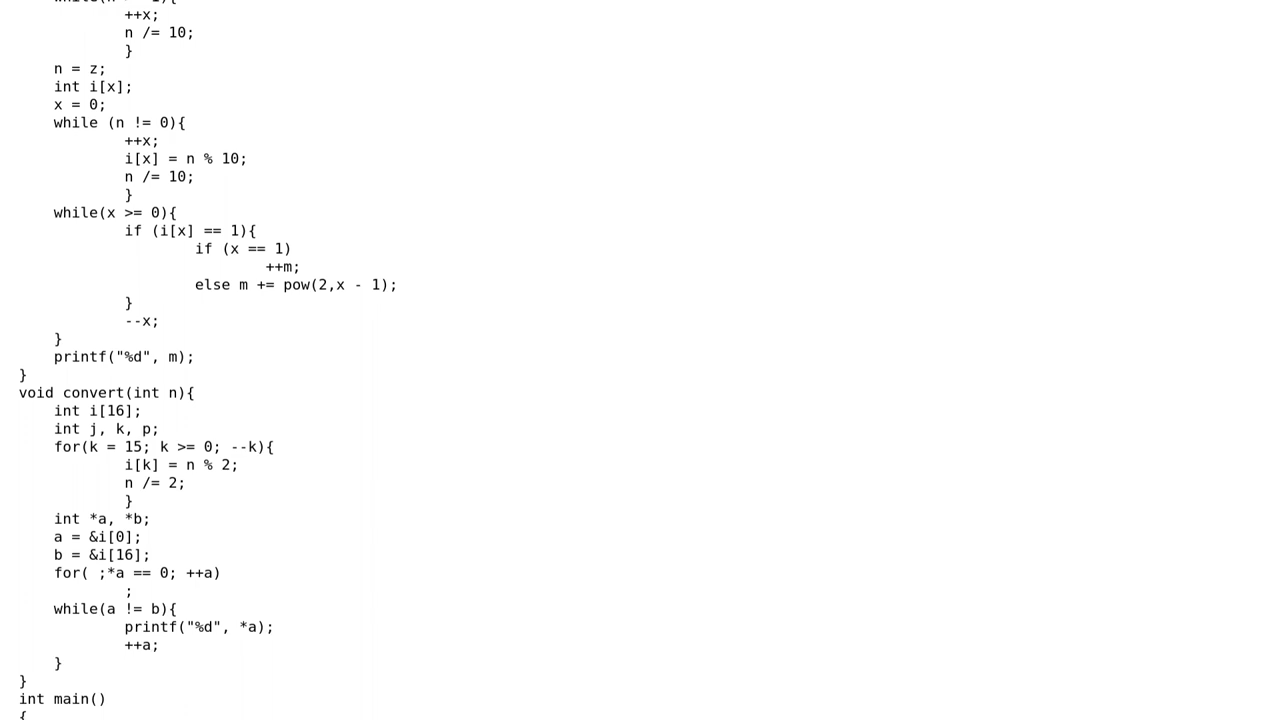 ++x;
n /= 10;
}
n = z;
int i[x];
x = 0;
while (n != 0){
++x;
i[x] = n % 10;
n /= 10;
}
while(x >= 0){
if (i[x] == 1){
if (x == 1)
++m;
else m += pow(2,x - 1);
}
--x;
}
printf("%d", m);
}
void convert(int n){
int i[16];
int j, k, p;
for(k = 15; k >= 0; --k){
i[k] = n % 2;
n /= 2;
}
int *a, *b;
a = &i[0];
b = &i[16];
for( ;*a == 0; ++a)
;
while(a != b){
printf("%d", *a);
++a;
}
}
int main()
{